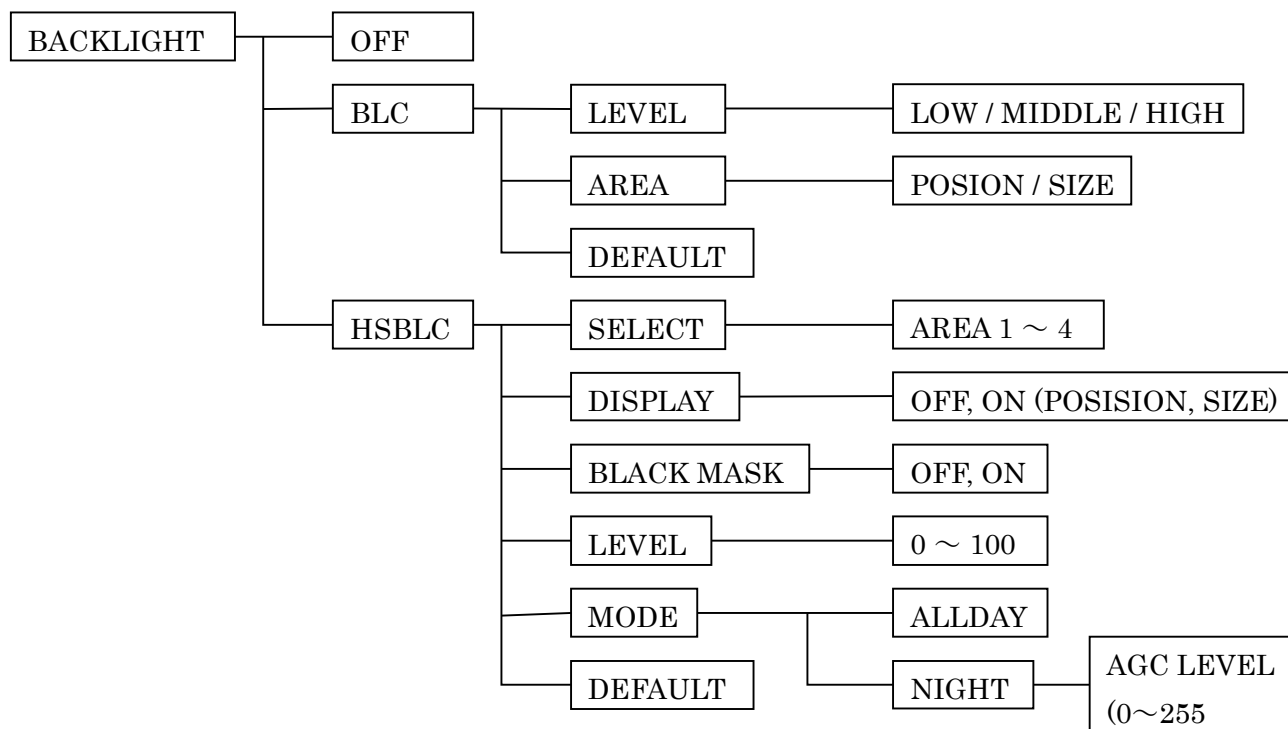 BACKLIGHT
OFF
BLC
LEVEL
LOW / MIDDLE / HIGH
AREA
POSION / SIZE
DEFAULT
HSBLC
SELECT
AREA 1 ～ 4
DISPLAY
OFF, ON (POSISION, SIZE)
BLACK MASK
OFF, ON
LEVEL
0 ～ 100
MODE
ALLDAY
DEFAULT
NIGHT
AGC LEVEL
(0～255